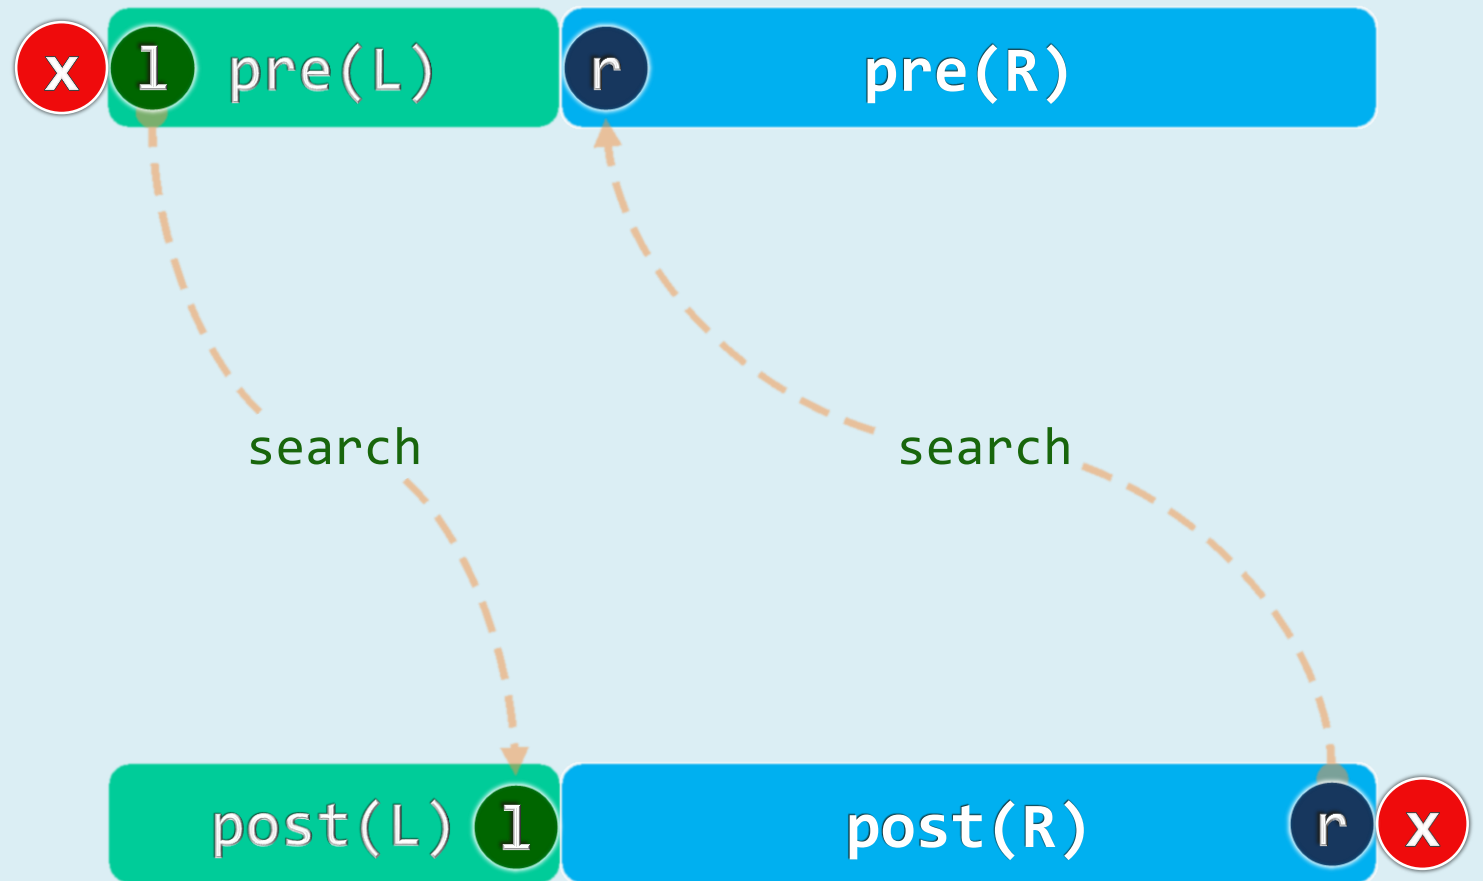 x l pre(L) r pre(R)
search search
post(L) l post(R) r x